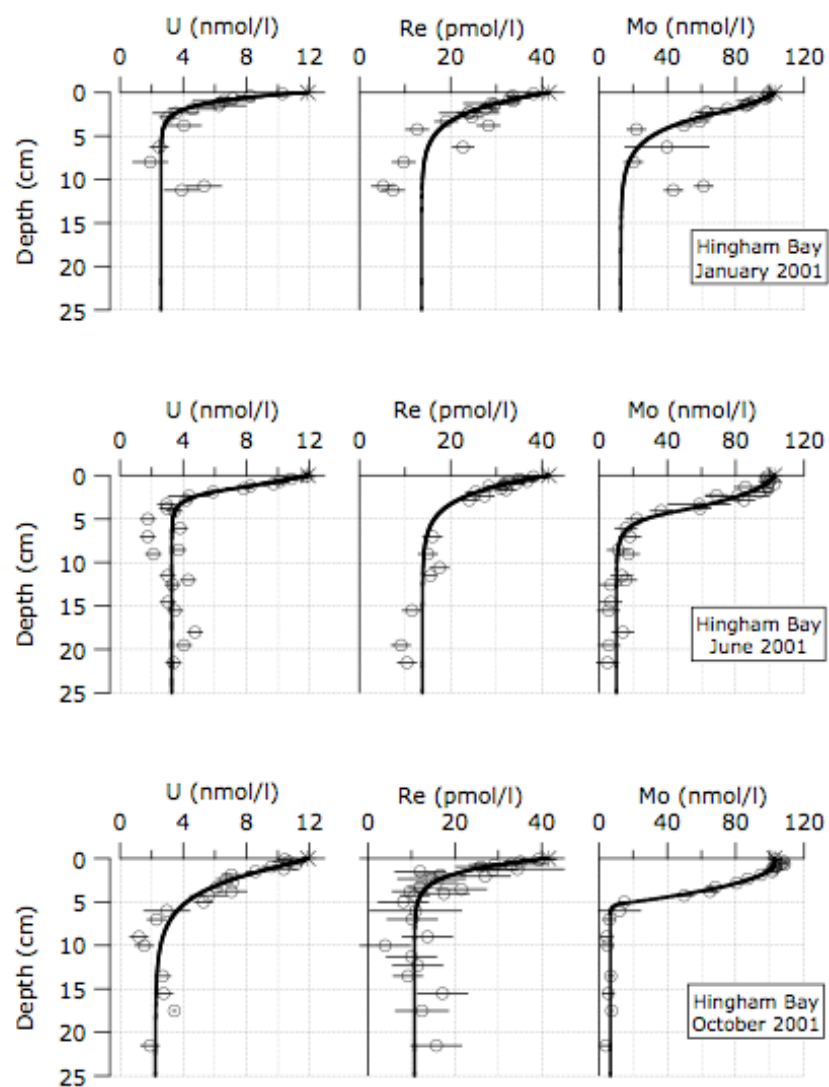 U (nmol/l) Re (pmol/l) Mo (nmol/l)
0 4 8 12 20 40 0 120
0
5
10
15
20
25
Depth (cm)
Hingham Bay
January 2001
U (nmol/l) Re (pmol/l) Mo (nmol/l)
0 4 8 12 20 40 0 40 80 120
0
5
10
15
20
25
Depth (cm)
Hingham Bay
June 2001
U (nmol/l) Re (pmol/l) Mo (nmol/l)
0 4 8 12 0 20 40 0 40 80 120
0
5
10
15
20
25
Depth (cm)
Hingham Bay
October 2001